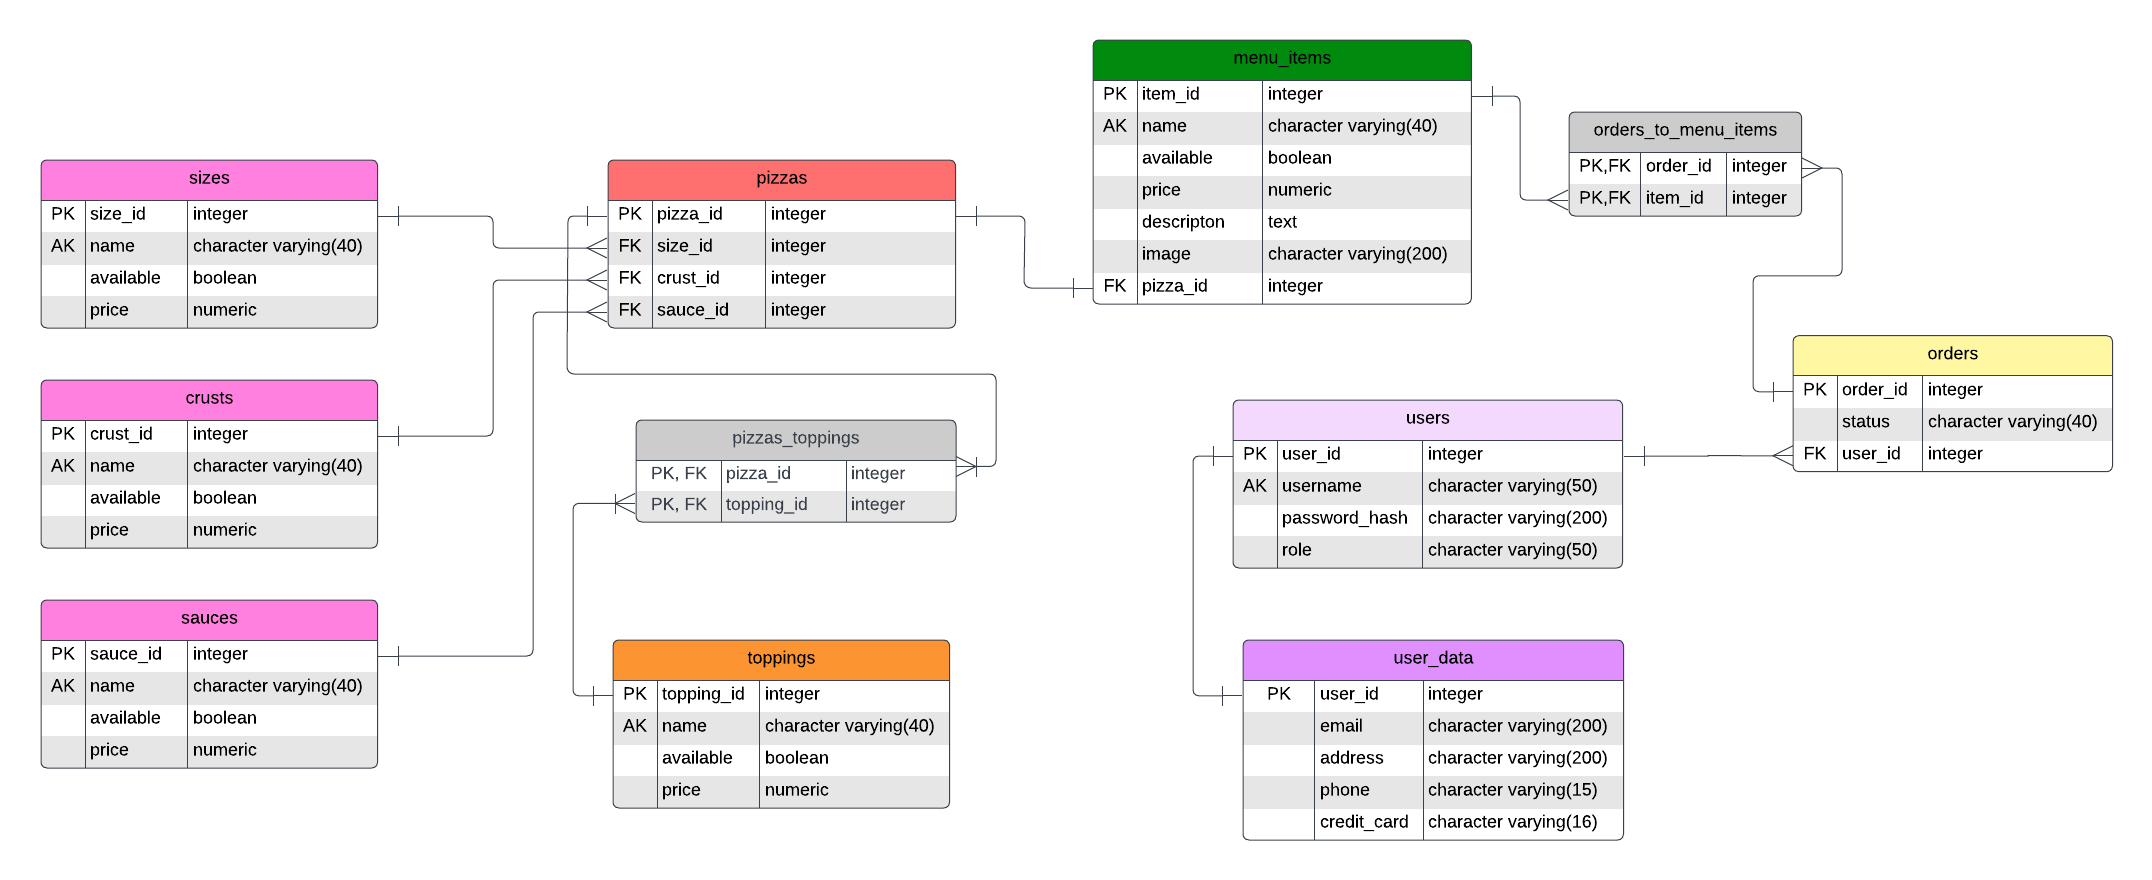 menu_items
PK item_id integer
AK name character varying(40)
available boolean
price numeric
descripton text
image character varying(200)
FK pizza_id integer
orders_to_menu_items
PK,FK order_id integer
PK,FK item_id integer
sizes
PK size_id integer
AK name character varying(40)
available boolean
price numeric
pizzas
PK pizza_id integer
FK size_id integer
FK crust_id integer
FK sauce_id integer
orders
PK order_id integer
status character varying(40)
FK user_id integer
crusts
PK crust_id integer
AK name character varying(40)
available boolean
price numeric
pizzas_toppings
PK, FK pizza_id integer
PK, FK topping_id integer
users
PK user_id integer
AK username character varying(50)
password_hash character varying(200)
role character varying(50)
sauces
PK sauce_id integer
AK name character varying(40)
available boolean
price numeric
toppings
PK topping_id integer
AK name character varying(40)
available boolean
price numeric
user_data
PK user_id integer
email character varying(200)
address character varying(200)
phone character varying(15)
credit_card character varying(16)